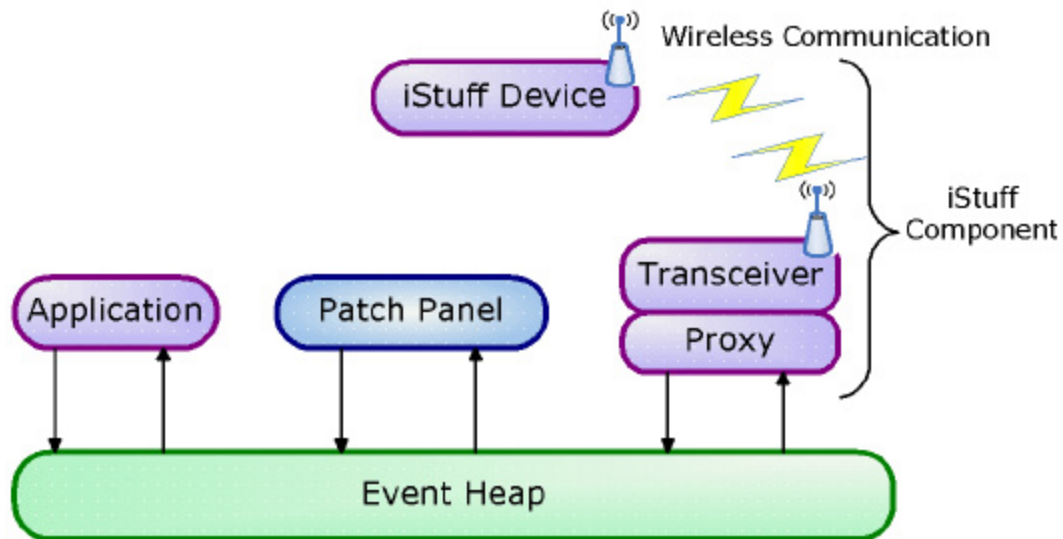 Wireless Communication
iStuff Device
iStuff
Component
Transceiver
Application
Patch Panel
Proxy
Event Heap